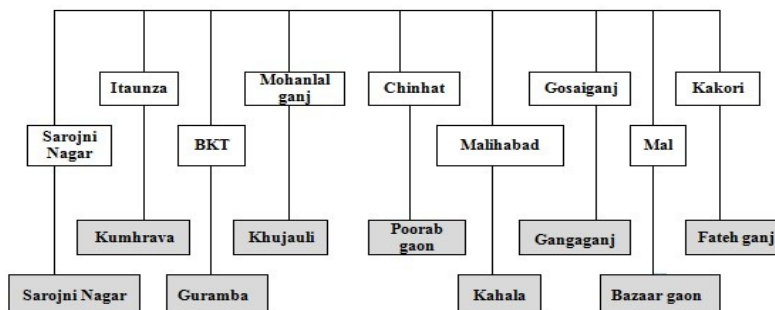 Itaunza
Mohanlal
ganj
Chinhat
Gosaiganj
Kakori
Sarojni
Nagar
BKT
Malihabad
Mal
Kumhrava
Khujauli
Poorab
gaon
Gangaganj
Fateh ganj
Sarojni Nagar
Guramba
Kahala
Bazaar gaon